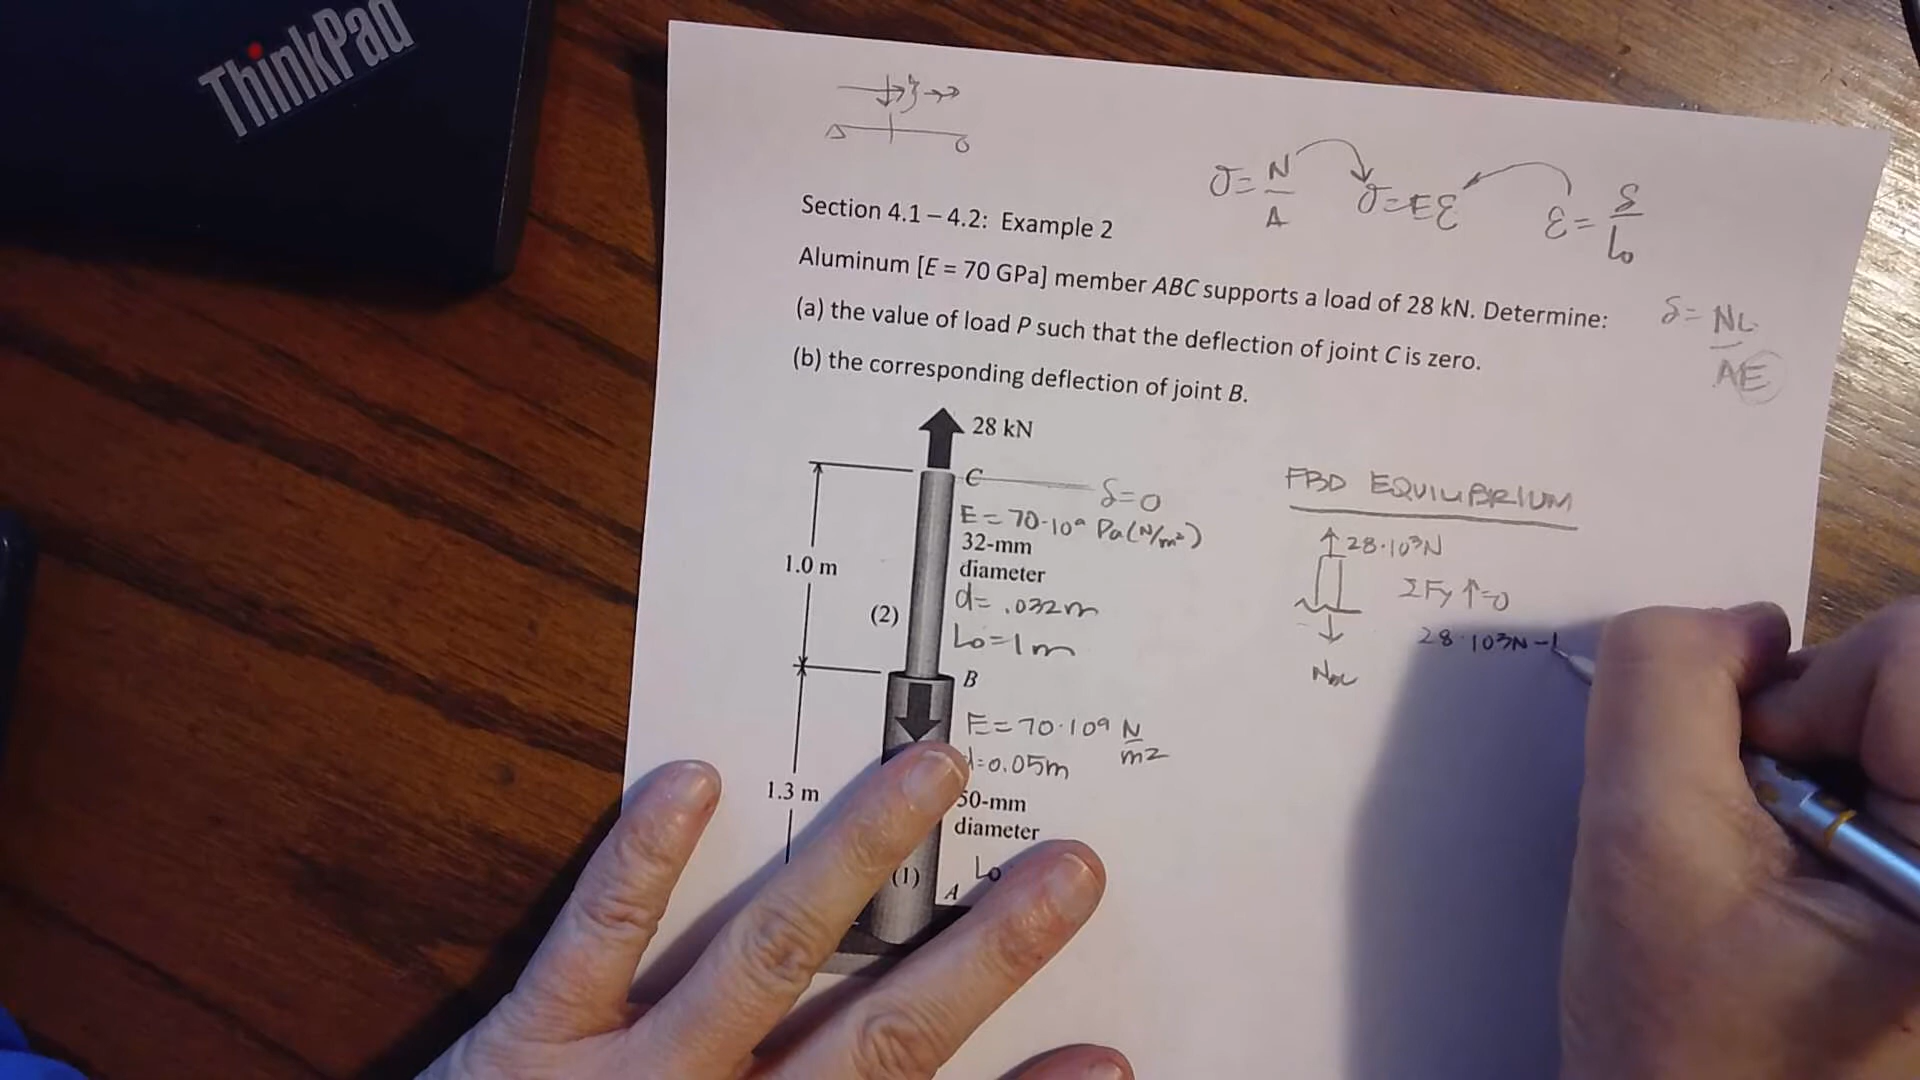 ThinkPad
σ = N/A
σ = Eε
ε = δ/L₀
Section 4.1 – 4.2: Example 2
Aluminum [E = 70 GPa] member ABC supports a load of 28 kN. Determine:
(a) the value of load P such that the deflection of joint C is zero.
(b) the corresponding deflection of joint B.
δ = NL/AE
28 kN
C
δ=0
E = 70·10⁹ Pa (N/m²)
32-mm
diameter
d= .032m
L₀=1m
1.0 m
(2)
B
E=70·10⁹ N/m²
d=0.05m
50-mm
diameter
1.3 m
L₀
(1)
A
FBD EQUILIBRIUM
28·10³N
ΣFy↑=0
28·10³N −